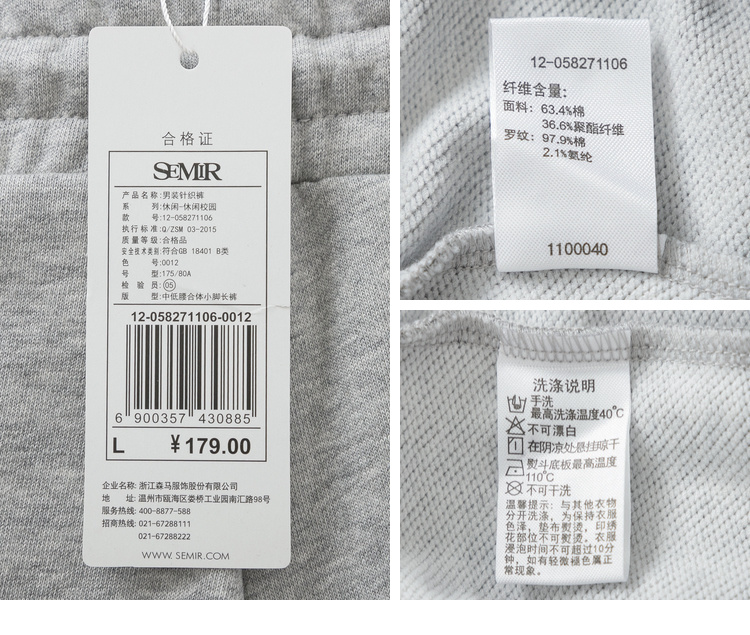 合格证
SEMIR
产品名称:男装针织裤
系 列:休闲-休闲校园
款 号:12-058271106
执行标准:Q/ZSM 03-2015
质量等级:合格品
安全技术类别:符合GB 18401 B类
色 号:0012
号 型:175/80A
检 验 员:05
版 型:中低腰合体小脚长裤
12-058271106-0012
6 900357 430885
L ¥179.00
企业名称:浙江森马服饰股份有限公司
地 址:温州市瓯海区娄桥工业园南汇路98号
服务热线:400-8877-588
招商热线:021-67288111
021-67288222
WWW.SEMIR.COM
12-058271106
纤维含量:
面料:63.4%棉
36.6%聚酯纤维
罗纹:97.9%棉
2.1%氨纶
1100040
洗涤说明
手洗
最高洗涤温度40℃
不可漂白
在阴凉处悬挂晾干
熨斗底板最高温度
110℃
不可干洗
温馨提示:与其他衣物
分开洗涤,为保持衣服
色泽,垫布熨烫,印绣
花部位不可熨烫。衣服
浸泡时间不可超过10分
钟,如有轻微褪色属正
常现象。